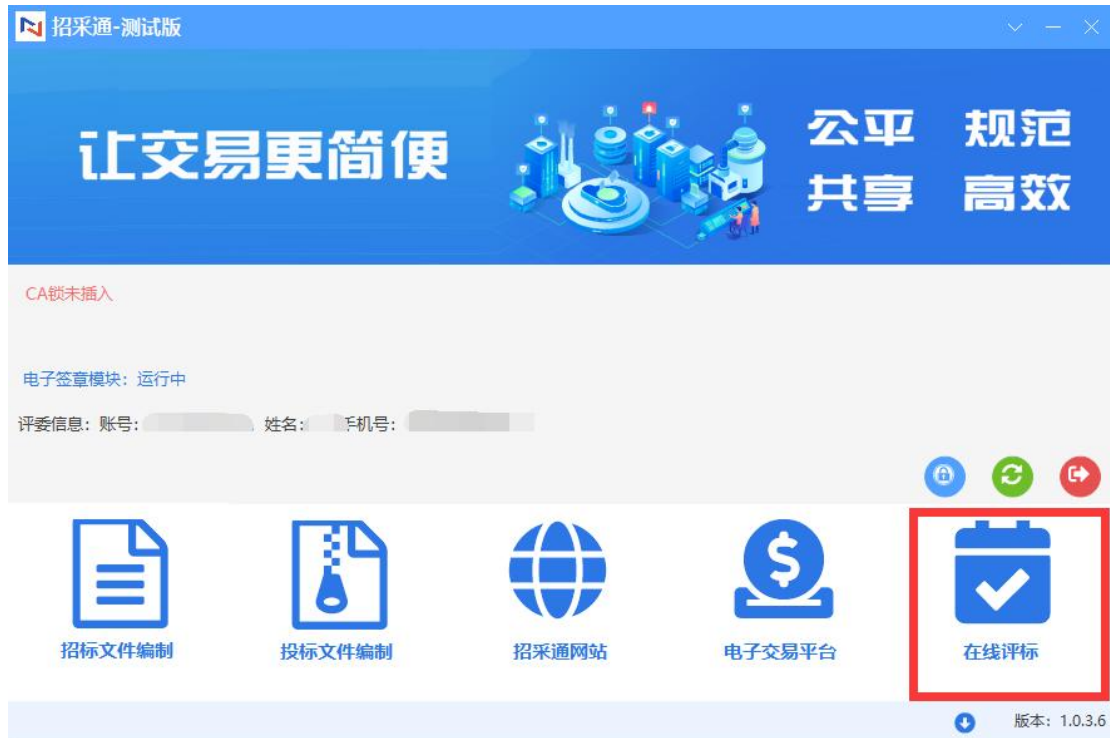 招采通-测试版
让交易更简便
公平 规范
共享 高效
CA锁未插入
电子签章模块：运行中
评委信息：账号： 姓名： 手机号：
招标文件编制 投标文件编制 招采通网站 电子交易平台 在线评标
版本：1.0.3.6